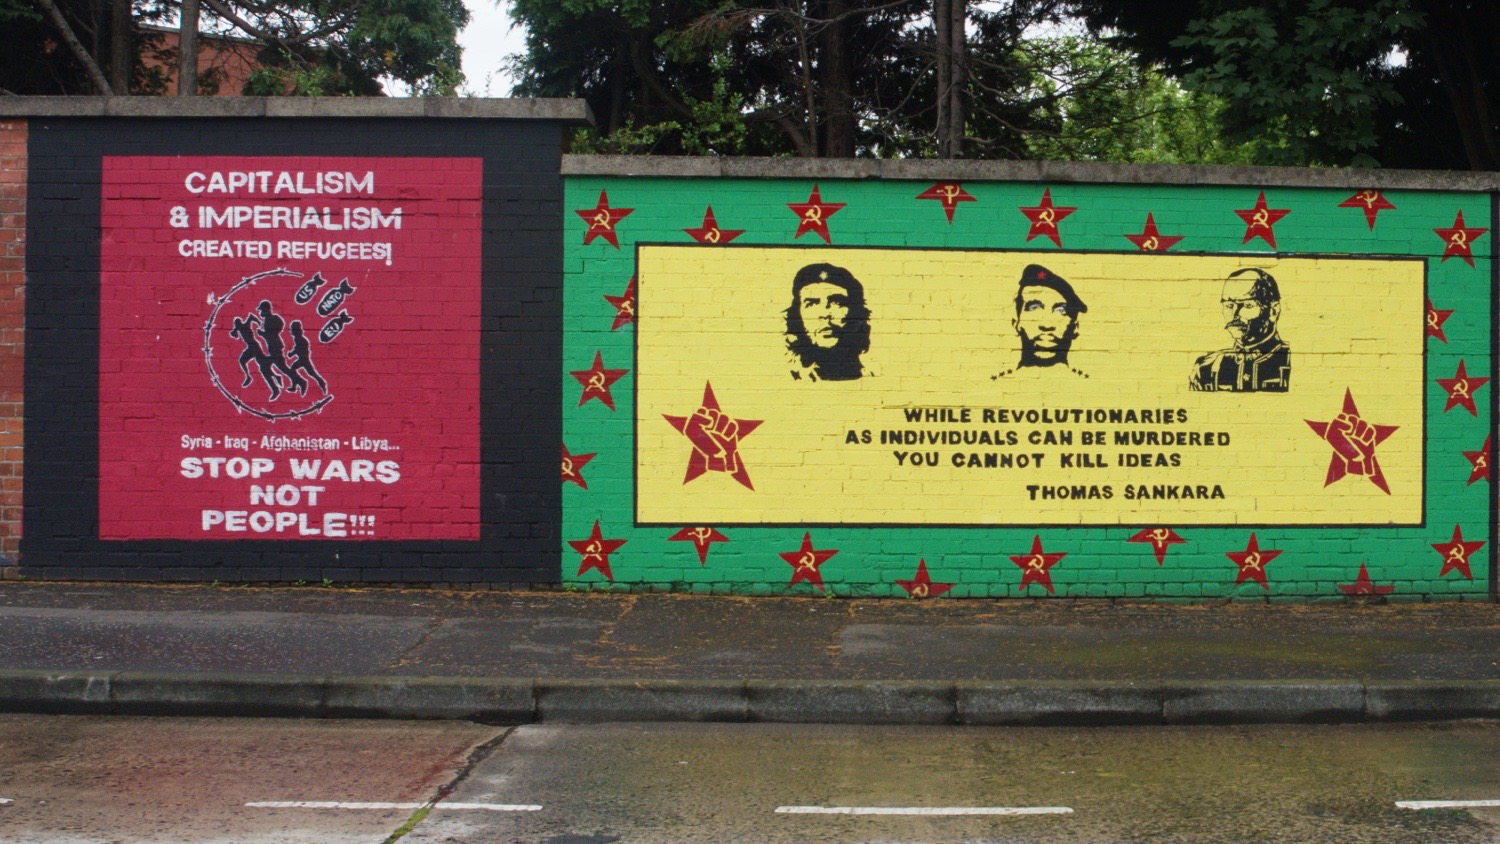 CAPITALISM
& IMPERIALISM
CREATED REFUGEES!
US
NATO
EU
Syria - Iraq - Afghanistan - Libya...
STOP WARS
NOT
PEOPLE!!!
WHILE REVOLUTIONARIES
AS INDIVIDUALS CAN BE MURDERED
YOU CANNOT KILL IDEAS
THOMAS SANKARA